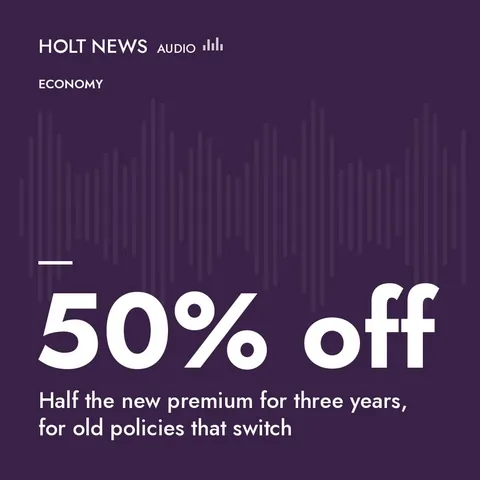 HOLT NEWS AUDIO
ECONOMY
50% off
Half the new premium for three years,
for old policies that switch